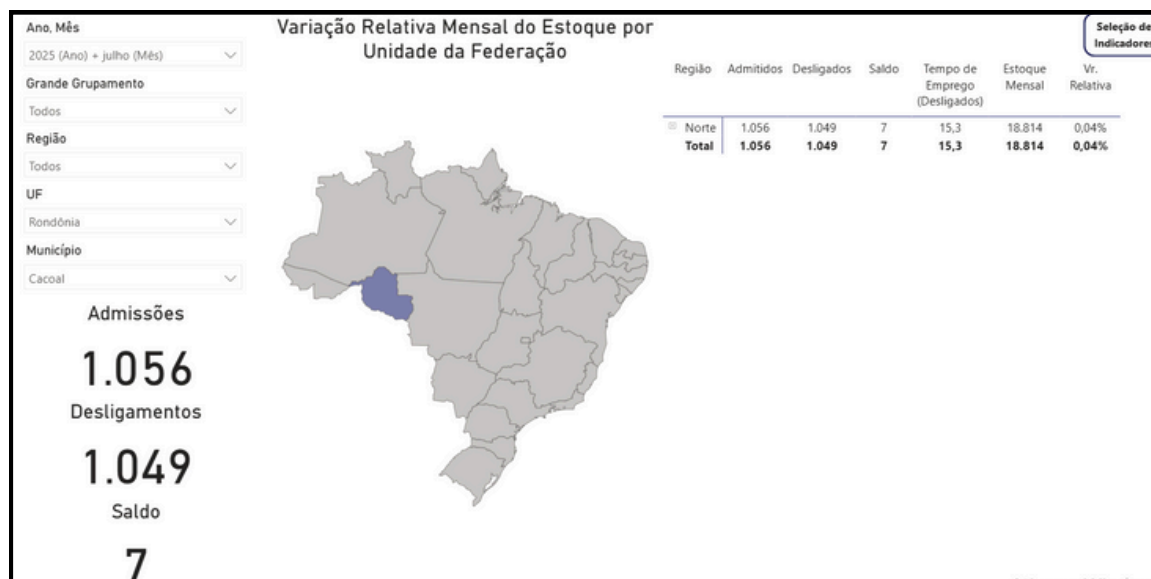 Ano, Mês
2025 (Ano) + julho (Mês)
Grande Grupamento
Todos
Região
Todos
UF
Rondônia
Município
Cacoal
Admissões
1.056
Desligamentos
1.049
Saldo
7
Variação Relativa Mensal do Estoque por
Unidade da Federação
Seleção de
Indicadores
Região Admitidos Desligados Saldo Tempo de Emprego (Desligados) Estoque Mensal Vr. Relativa
Norte 1.056 1.049 7 15,3 18.814 0,04%
Total 1.056 1.049 7 15,3 18.814 0,04%